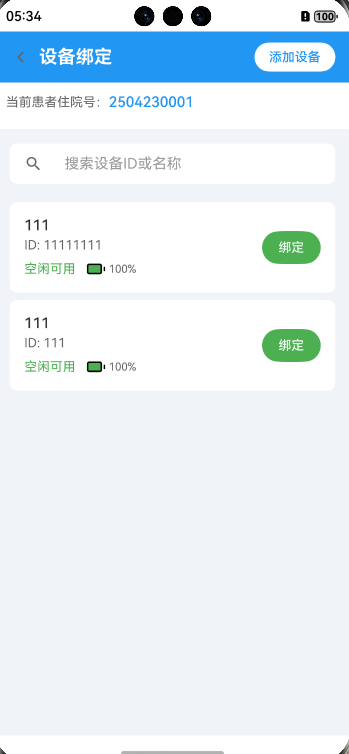 05:34
100
设备绑定
添加设备
当前患者住院号：2504230001
搜索设备ID或名称
111
ID: 11111111
空闲可用 100%
绑定
111
ID: 111
空闲可用 100%
绑定